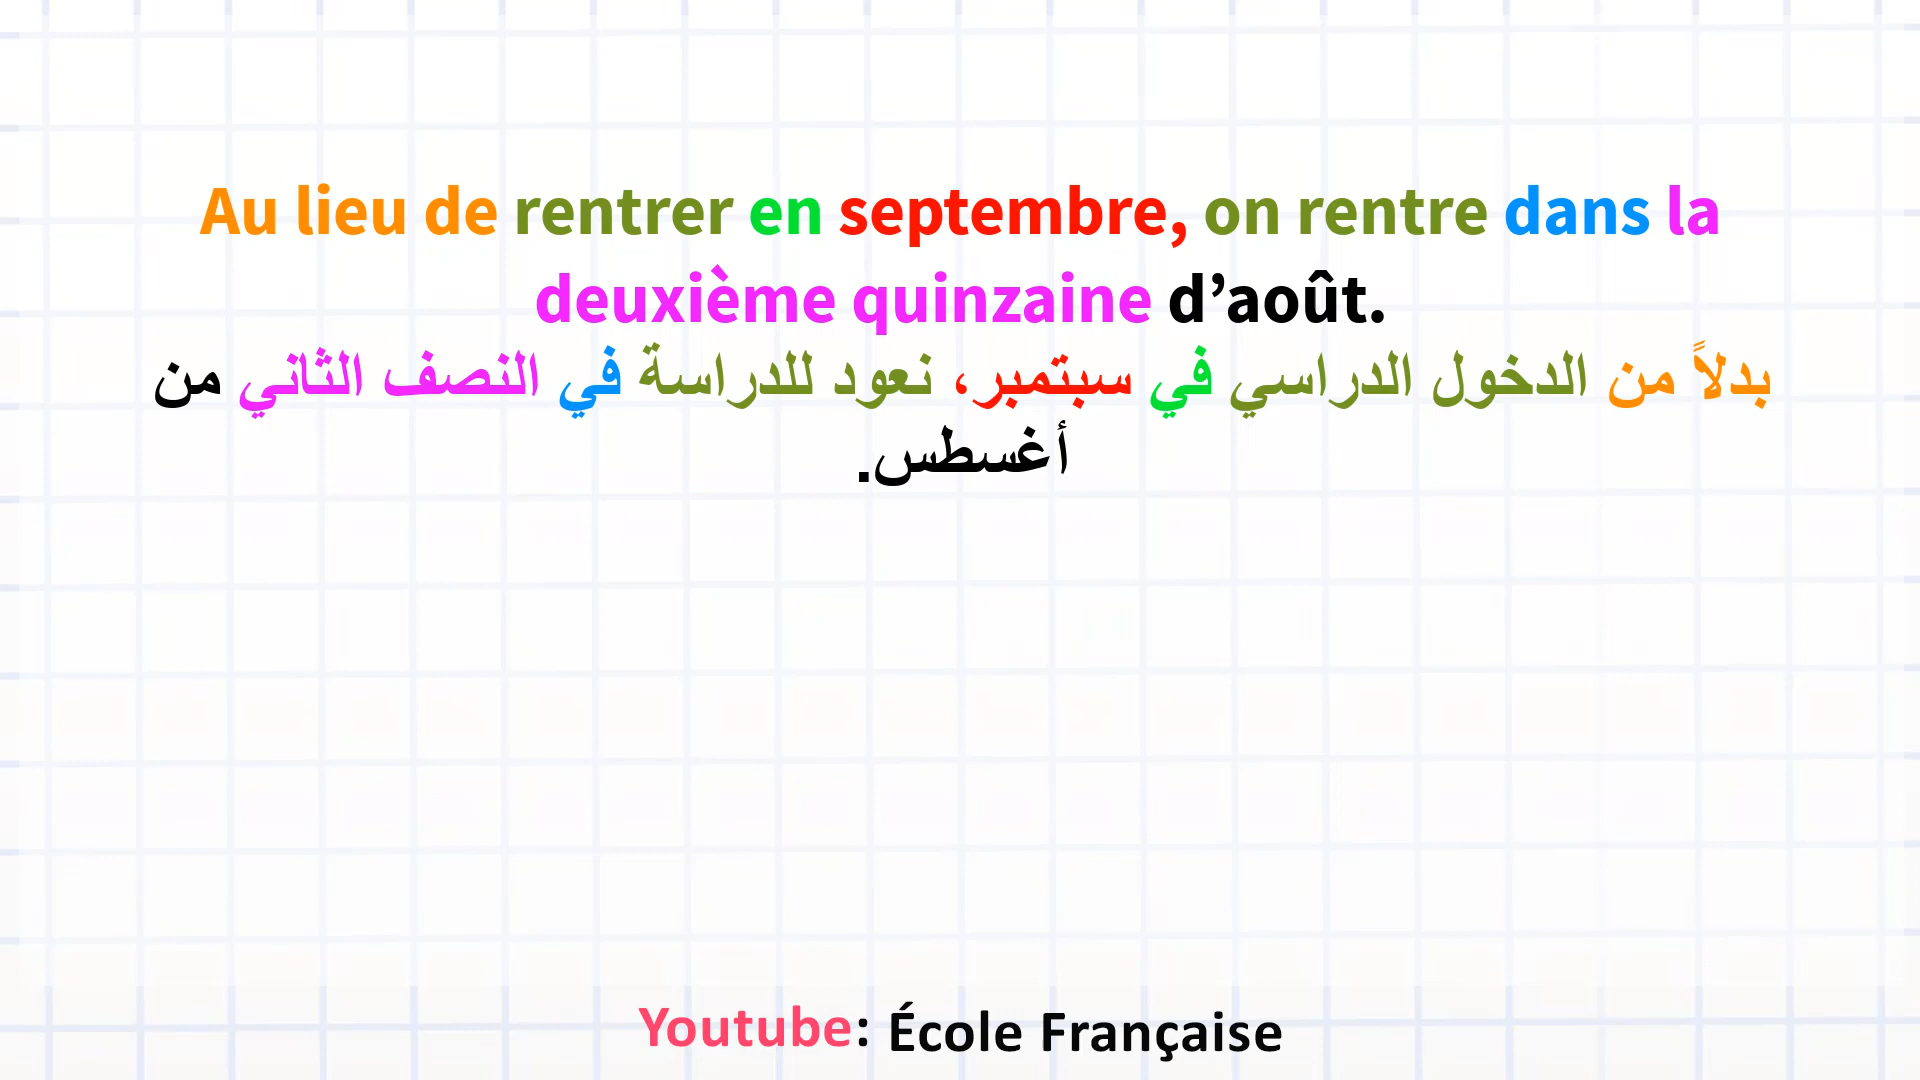 Au lieu de rentrer en septembre, on rentre dans la
deuxième quinzaine d’août.
بدلاً من الدخول الدراسي في سبتمبر، نعود للدراسة في النصف الثاني من
أغسطس.
Youtube: École Française